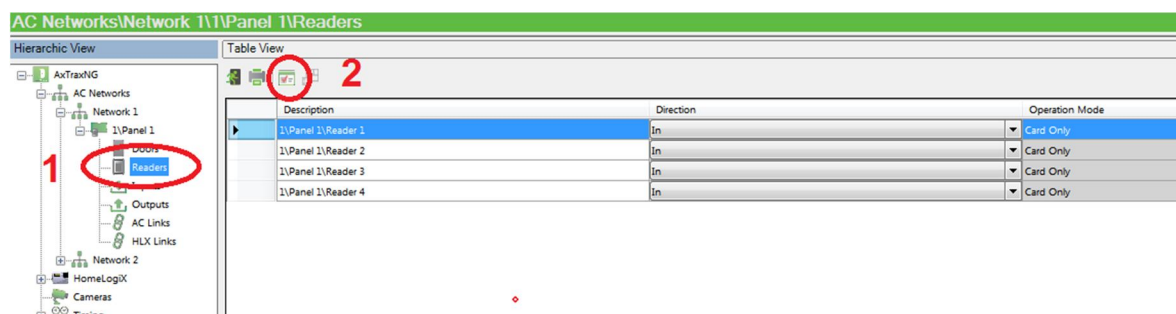 AC Networks\Network 1\1\Panel 1\Readers
Hierarchic View
Table View
2
AxTraxNG
AC Networks
Network 1
1\Panel 1
Doors
1
Readers
Inputs
Outputs
AC Links
HLX Links
Network 2
HomeLogiX
Cameras
Timing
Description Direction Operation Mode
1\Panel 1\Reader 1 In Card Only
1\Panel 1\Reader 2 In Card Only
1\Panel 1\Reader 3 In Card Only
1\Panel 1\Reader 4 In Card Only